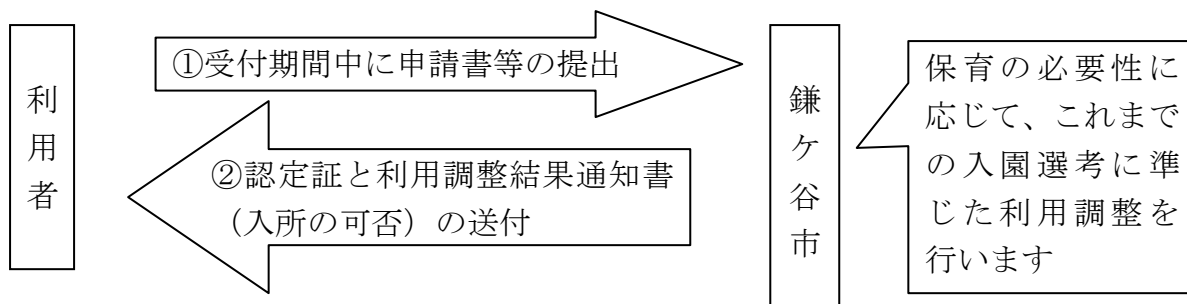 利用者
①受付期間中に申請書等の提出
②認定証と利用調整結果通知書
（入所の可否）の送付
鎌ケ谷市
保育の必要性に
応じて、これまで
の入園選考に準
じた利用調整を
行います